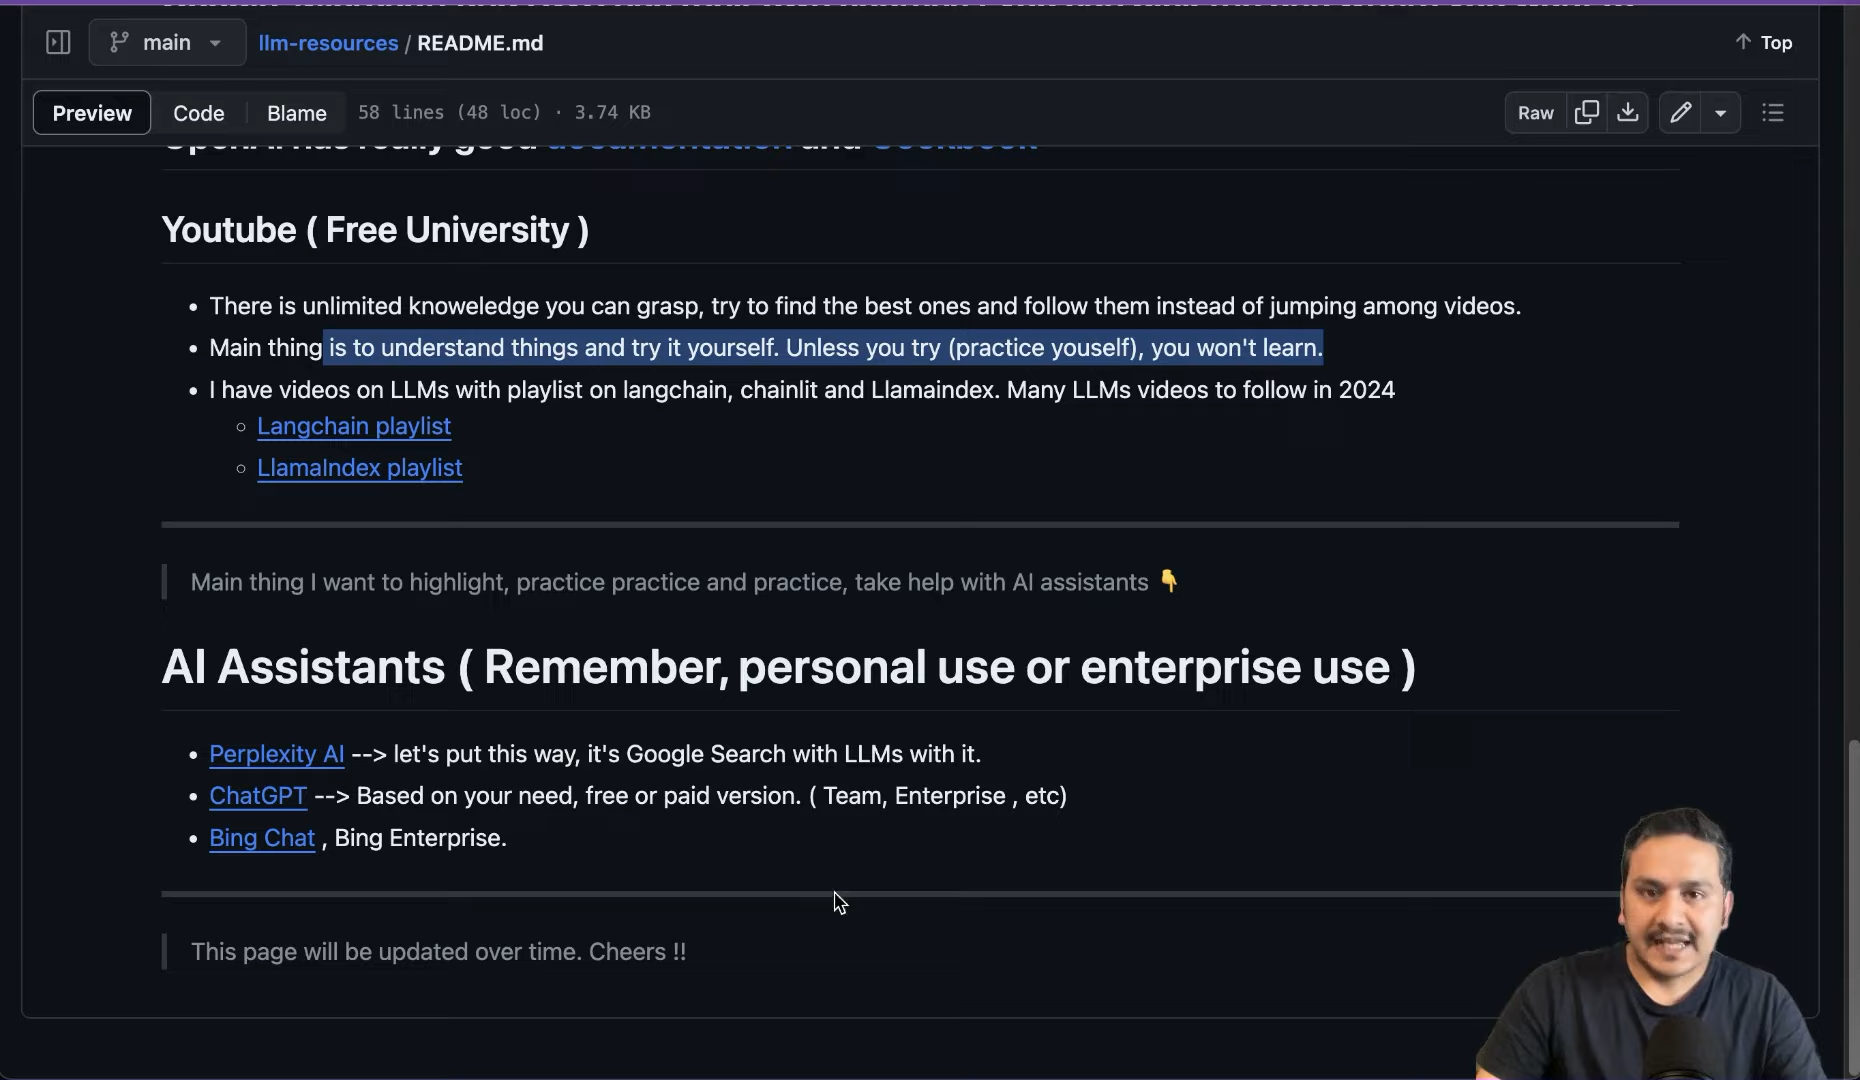 main
llm-resources / README.md
Top
Preview
Code
Blame
58 lines (48 loc) · 3.74 KB
Raw
OpenAI has really good documentation and Cookbook
Youtube ( Free University )
• There is unlimited knoweledge you can grasp, try to find the best ones and follow them instead of jumping among videos.
• Main thing is to understand things and try it yourself. Unless you try (practice youself), you won't learn.
• I have videos on LLMs with playlist on langchain, chainlit and Llamaindex. Many LLMs videos to follow in 2024
◦ Langchain playlist
◦ LlamaIndex playlist
Main thing I want to highlight, practice practice and practice, take help with AI assistants 👇
AI Assistants ( Remember, personal use or enterprise use )
• Perplexity AI --> let's put this way, it's Google Search with LLMs with it.
• ChatGPT --> Based on your need, free or paid version. ( Team, Enterprise , etc)
• Bing Chat , Bing Enterprise.
This page will be updated over time. Cheers !!